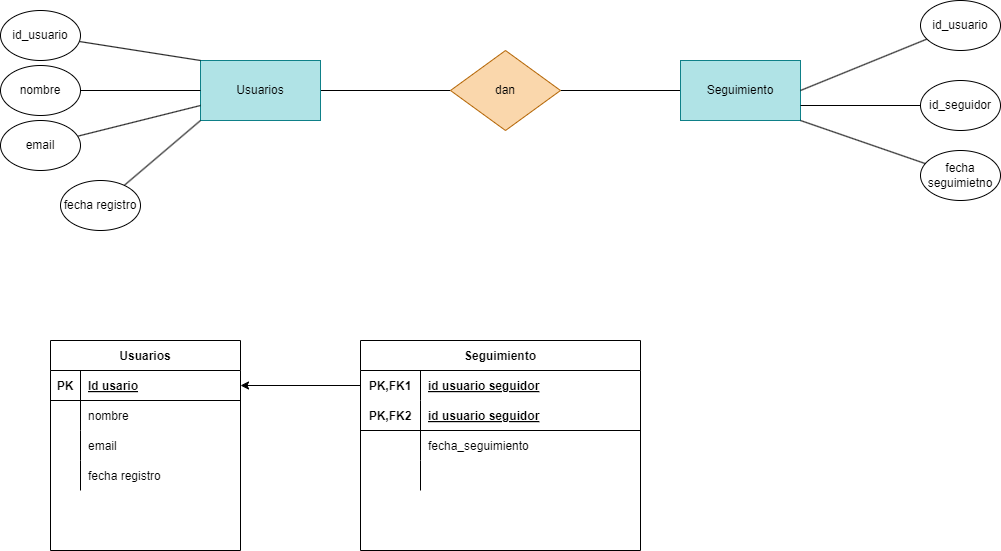 id_usuario
nombre
email
fecha registro
Usuarios
dan
Seguimiento
id_usuario
id_seguidor
fecha
seguimietno
Usuarios
PK Id usario
nombre
email
fecha registro
Seguimiento
PK,FK1 id usuario seguidor
PK,FK2 id usuario seguidor
fecha_seguimiento